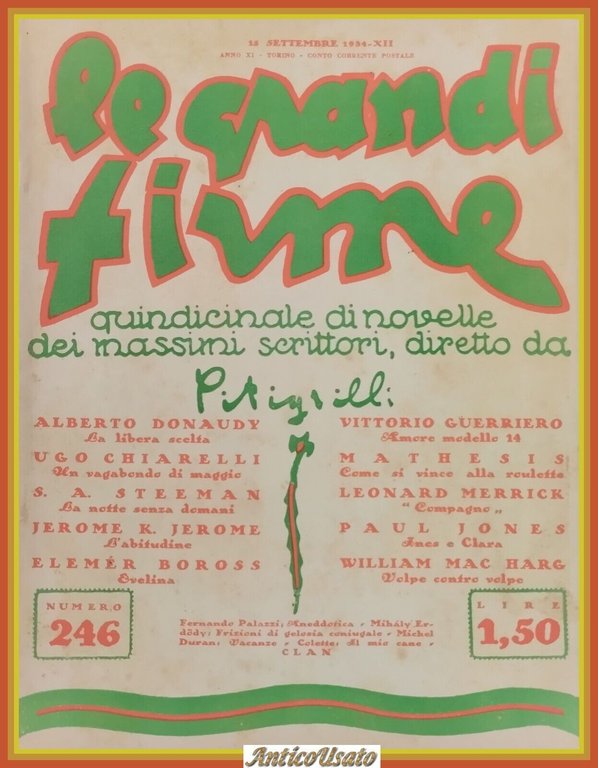 15 SETTEMBRE 1934-XII
ANNO XI - TORINO - CONTO CORRENTE POSTALE
le grandi
firme
quindicinale di novelle
dei massimi scrittori, diretto da
Pitigrilli
ALBERTO DONAUDY
La libera scelta
UGO CHIARELLI
Un vagabondo di maggio
S. A. STEEMAN
La notte senza domani
JEROME K. JEROME
L'abitudine
ELEMÉR BOROSS
Evelina
VITTORIO GUERRIERO
Amore modello 14
MATHESIS
Come si vince alla roulette
LEONARD MERRICK
"Compagno"
PAUL JONES
Ines e Clara
WILLIAM MAC HARG
Volpe contro volpe
NUMERO
246
Fernando Palazzi: Aneddotica - Mihály Er-
dödy: Frizioni di gelosia coniugale - Michel
Duran: Vacanze - Colette: Al mio cane -
CLAN
LIRE
1,50
AnticoUsato